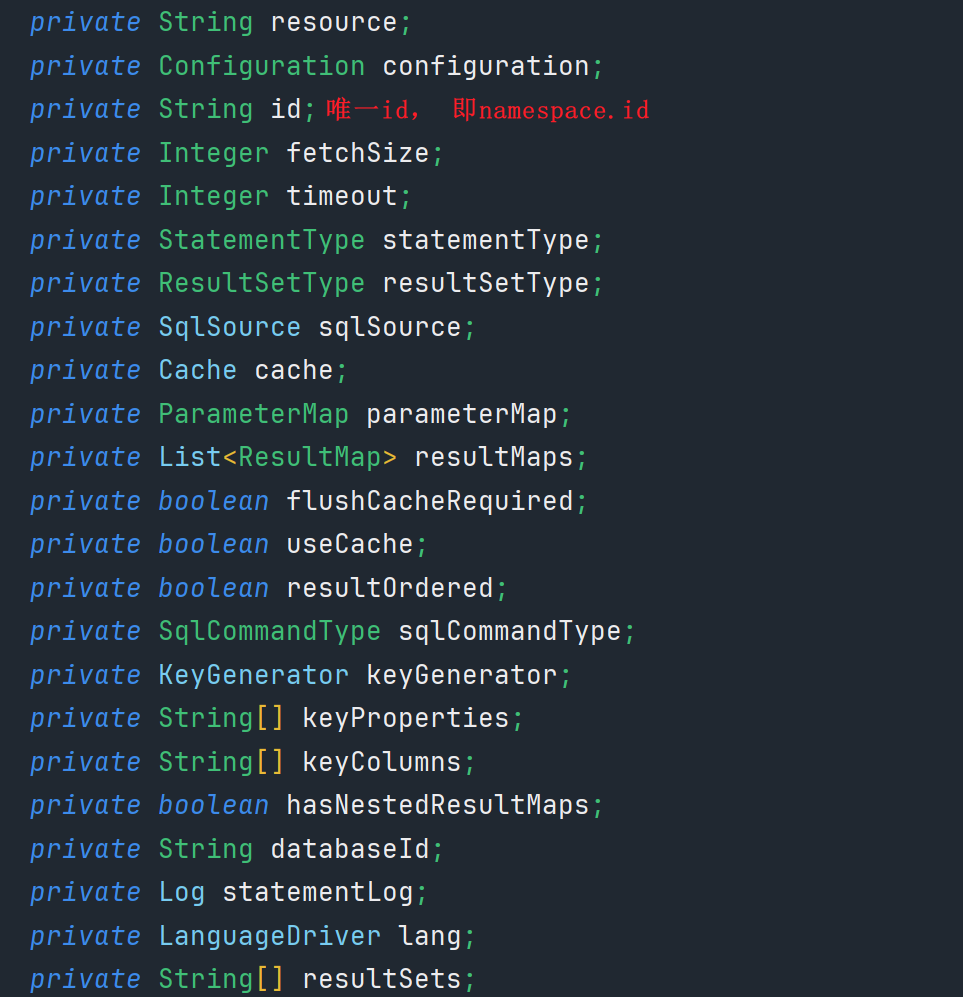 private String resource;
private Configuration configuration;
private String id; 唯一id， 即namespace.id
private Integer fetchSize;
private Integer timeout;
private StatementType statementType;
private ResultSetType resultSetType;
private SqlSource sqlSource;
private Cache cache;
private ParameterMap parameterMap;
private List<ResultMap> resultMaps;
private boolean flushCacheRequired;
private boolean useCache;
private boolean resultOrdered;
private SqlCommandType sqlCommandType;
private KeyGenerator keyGenerator;
private String[] keyProperties;
private String[] keyColumns;
private boolean hasNestedResultMaps;
private String databaseId;
private Log statementLog;
private LanguageDriver lang;
private String[] resultSets;